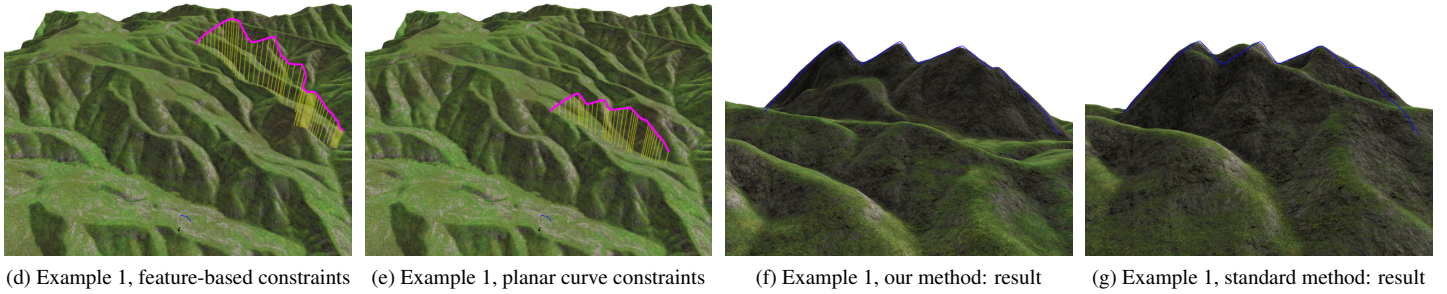 (d) Example 1, feature-based constraints
(e) Example 1, planar curve constraints
(f) Example 1, our method: result
(g) Example 1, standard method: result